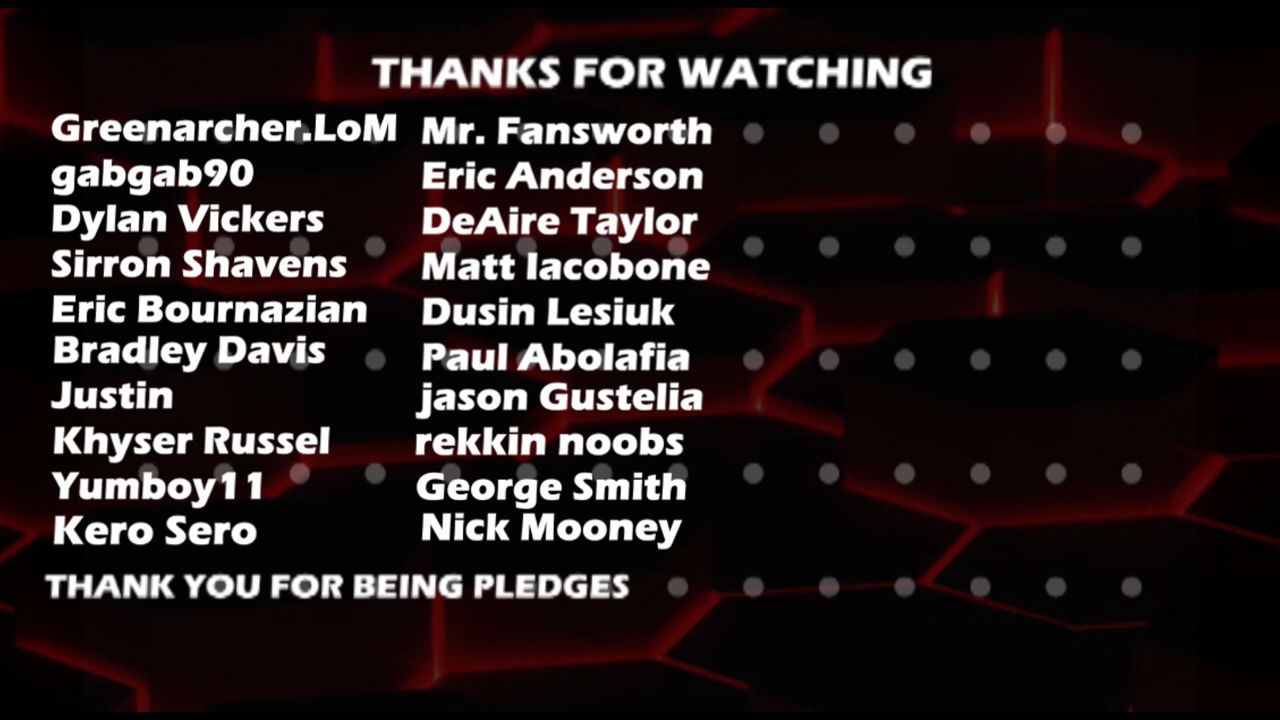 THANKS FOR WATCHING
Greenarcher.LoM
gabgab90
Dylan Vickers
Sirron Shavens
Eric Bournazian
Bradley Davis
Justin
Khyser Russel
Yumboy11
Kero Sero
Mr. Fansworth
Eric Anderson
DeAire Taylor
Matt Iacobone
Dusin Lesiuk
Paul Abolafia
jason Gustelia
rekkin noobs
George Smith
Nick Mooney
THANK YOU FOR BEING PLEDGES